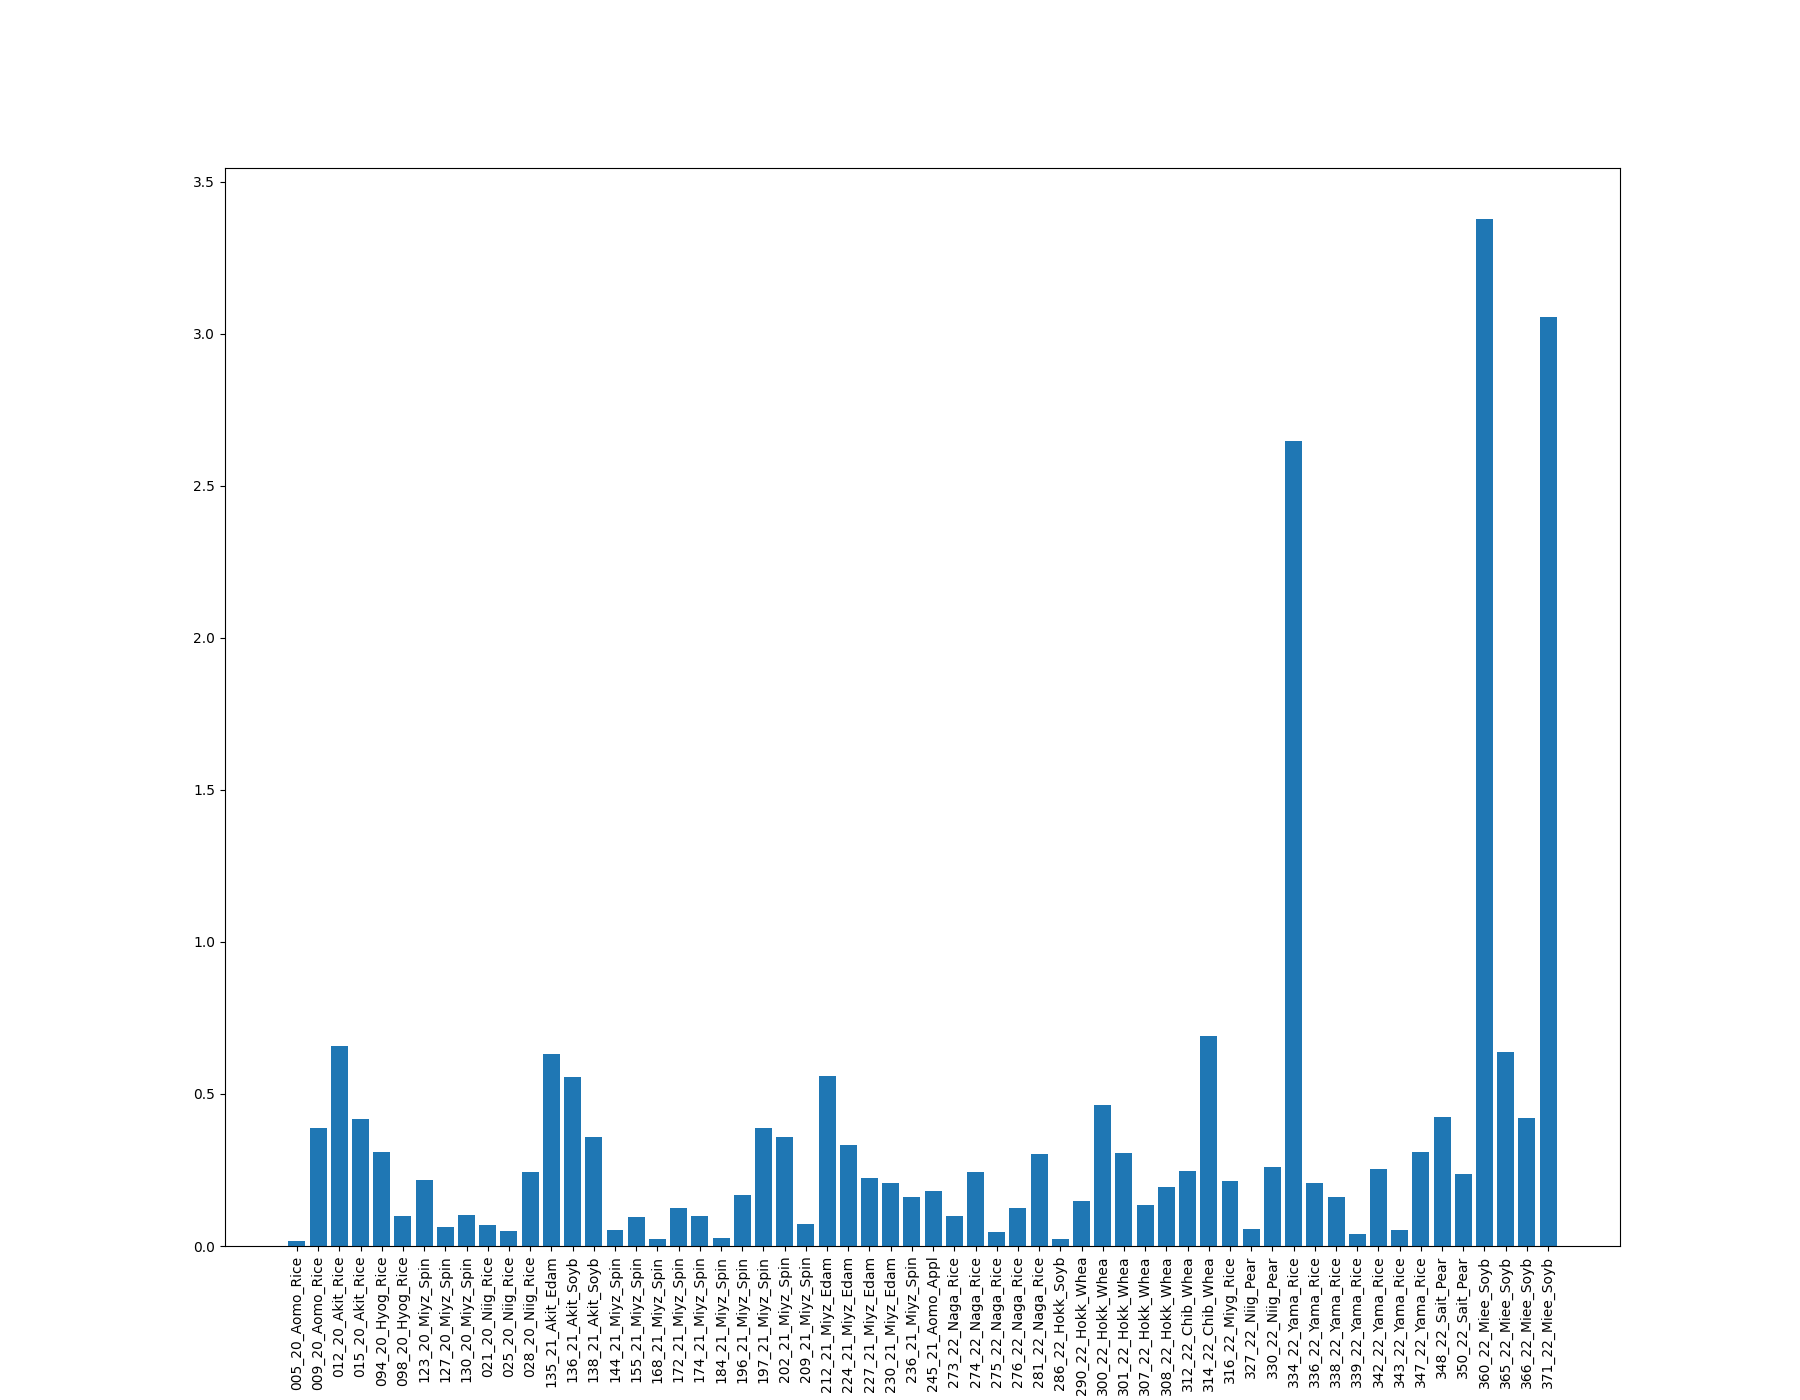 3.5
3.0
2.5
2.0
1.5
1.0
0.5
0.0
005_20_Aomo_Rice
009_20_Aomo_Rice
012_20_Akit_Rice
015_20_Akit_Rice
094_20_Hyog_Rice
098_20_Hyog_Rice
123_20_Miyz_Spin
127_20_Miyz_Spin
130_20_Miyz_Spin
021_20_Niig_Rice
025_20_Niig_Rice
028_20_Niig_Rice
135_21_Akit_Edam
136_21_Akit_Soyb
138_21_Akit_Soyb
144_21_Miyz_Spin
155_21_Miyz_Spin
168_21_Miyz_Spin
172_21_Miyz_Spin
174_21_Miyz_Spin
184_21_Miyz_Spin
196_21_Miyz_Spin
197_21_Miyz_Spin
202_21_Miyz_Spin
209_21_Miyz_Spin
212_21_Miyz_Edam
224_21_Miyz_Edam
227_21_Miyz_Edam
230_21_Miyz_Edam
236_21_Miyz_Spin
245_21_Aomo_Appl
273_22_Naga_Rice
274_22_Naga_Rice
275_22_Naga_Rice
276_22_Naga_Rice
281_22_Naga_Rice
286_22_Hokk_Soyb
290_22_Hokk_Whea
300_22_Hokk_Whea
301_22_Hokk_Whea
307_22_Hokk_Whea
308_22_Hokk_Whea
312_22_Chib_Whea
314_22_Chib_Whea
316_22_Miyg_Rice
327_22_Niig_Pear
330_22_Niig_Pear
334_22_Yama_Rice
336_22_Yama_Rice
338_22_Yama_Rice
339_22_Yama_Rice
342_22_Yama_Rice
343_22_Yama_Rice
347_22_Yama_Rice
348_22_Sait_Pear
350_22_Sait_Pear
360_22_Miee_Soyb
365_22_Miee_Soyb
366_22_Miee_Soyb
371_22_Miee_Soyb